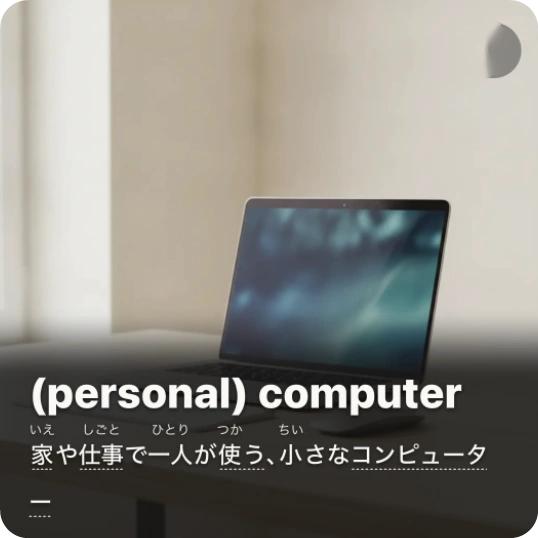 (personal) computer
いえ しごと ひとり つか ちい
家や仕事で一人が使う、小さなコンピュータ
ー